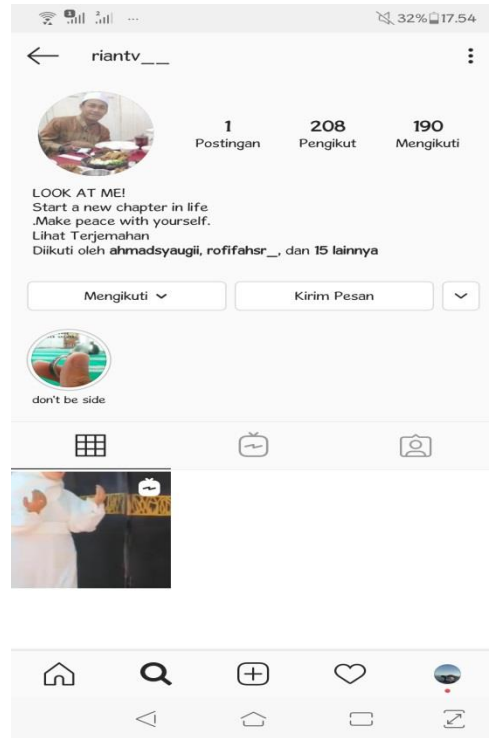 32% 17.54
riantv__
1 208 190
Postingan Pengikut Mengikuti
LOOK AT ME!
Start a new chapter in life
.Make peace with yourself.
Lihat Terjemahan
Diikuti oleh ahmadsyaugii, rofifahsr_, dan 15 lainnya
Mengikuti Kirim Pesan
don't be side